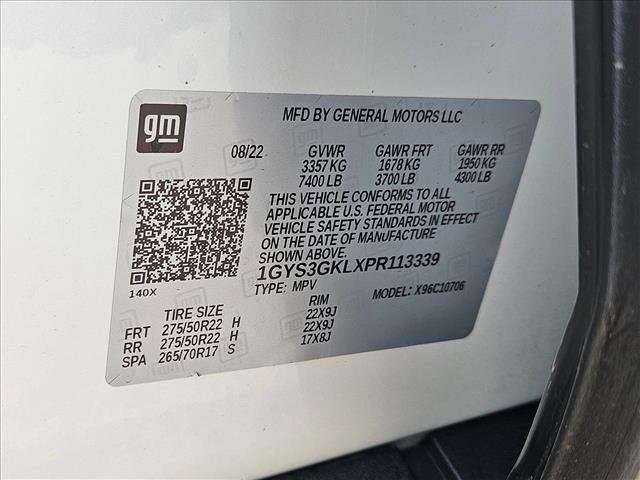 gm
MFD BY GENERAL MOTORS LLC
08/22 GVWR GAWR FRT GAWR RR
3357 KG 1678 KG 1950 KG
7400 LB 3700 LB 4300 LB
THIS VEHICLE CONFORMS TO ALL
APPLICABLE U.S. FEDERAL MOTOR
VEHICLE SAFETY STANDARDS IN EFFECT
ON THE DATE OF MANUFACTURE
SHOWN ABOVE.
1GYS3GKLXPR113339
TYPE: MPV MODEL: X96C10706
140X
TIRE SIZE RIM
FRT 275/50R22 H 22X9J
RR 275/50R22 H 22X9J
SPA 265/70R17 S 17X8J